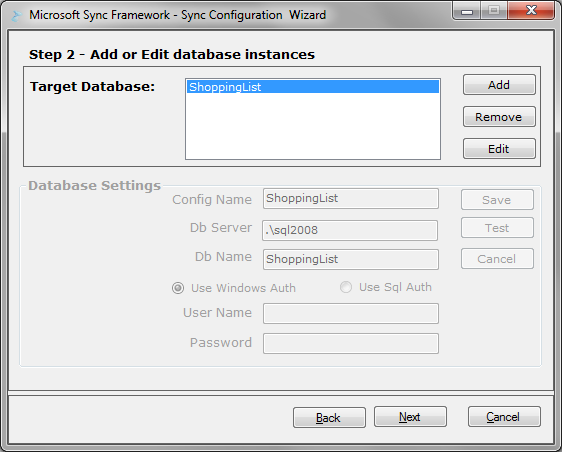 Microsoft Sync Framework - Sync Configuration Wizard
Step 2 - Add or Edit database instances
Target Database:
ShoppingList
Add
Remove
Edit
Database Settings
Config Name ShoppingList Save
Db Server .\sql2008 Test
Db Name ShoppingList Cancel
Use Windows Auth Use Sql Auth
User Name
Password
Back Next Cancel